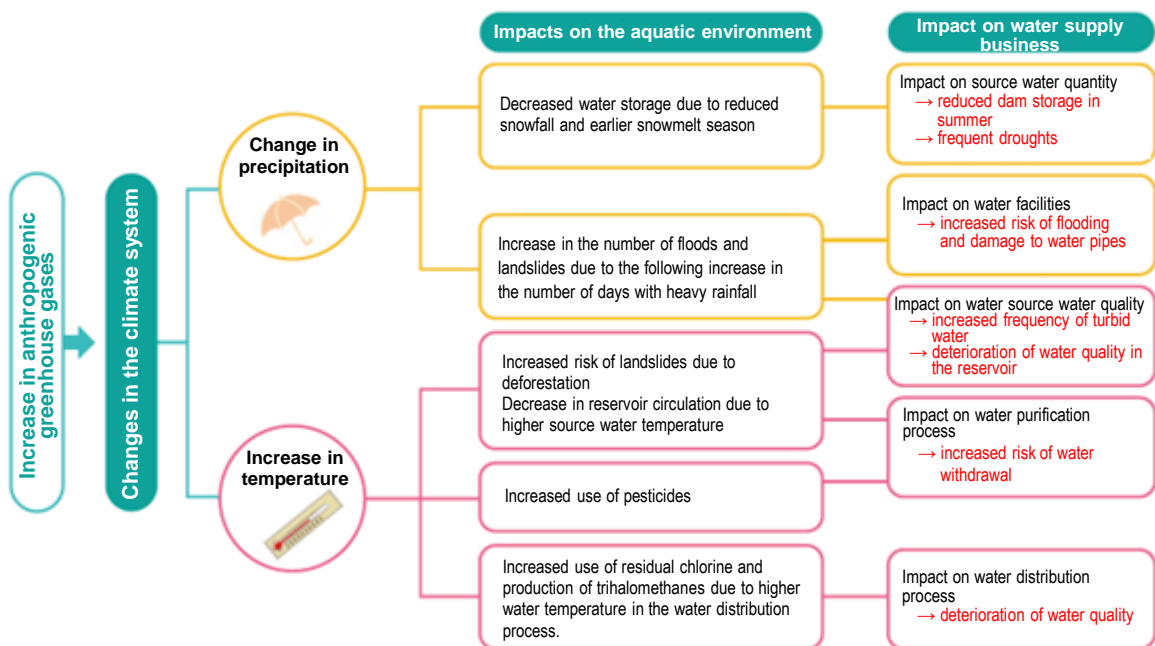 Impacts on the aquatic environment
Impact on water supply
business
Increase in anthropogenic
greenhouse gases
Changes in the climate system
Change in
precipitation
Decreased water storage due to reduced
snowfall and earlier snowmelt season
Impact on source water quantity
→ reduced dam storage in
summer
→ frequent droughts
Increase in the number of floods and
landslides due to the following increase in
the number of days with heavy rainfall
Impact on water facilities
→ increased risk of flooding
and damage to water pipes
Impact on water source water quality
→ increased frequency of turbid
water
→ deterioration of water quality in
the reservoir
Increase in
temperature
Increased risk of landslides due to
deforestation
Decrease in reservoir circulation due to
higher source water temperature
Impact on water purification
process
→ increased risk of water
withdrawal
Increased use of pesticides
Increased use of residual chlorine and
production of trihalomethanes due to higher
water temperature in the water distribution
process.
Impact on water distribution
process
→ deterioration of water quality